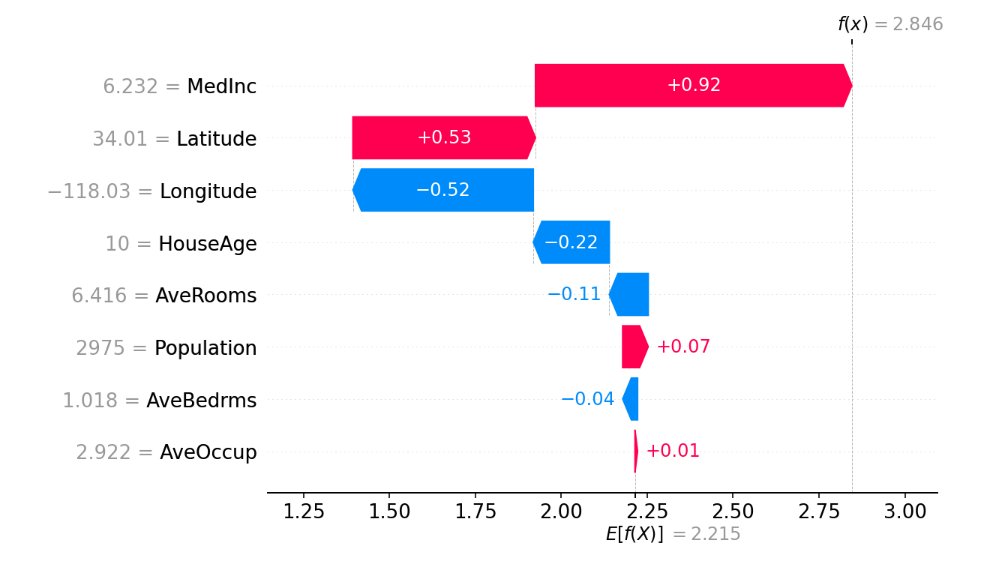 f(x) = 2.846
6.232 = MedInc
+0.92
34.01 = Latitude
+0.53
−118.03 = Longitude
−0.52
10 = HouseAge
−0.22
6.416 = AveRooms
−0.11
2975 = Population
+0.07
1.018 = AveBedrms
−0.04
2.922 = AveOccup
+0.01
1.25 1.50 1.75 2.00 2.25 2.50 2.75 3.00
E[f(X)] = 2.215